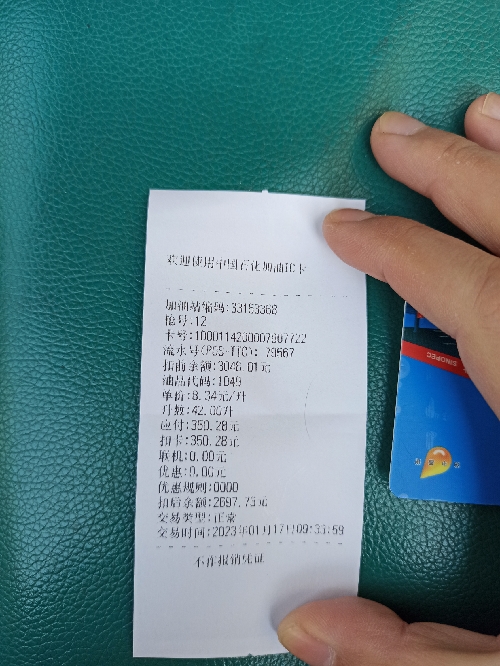 欢迎使用中国石化加油IC卡
加油站编码:33153368
枪号:12
卡号:1000114230007907722
流水号(POS-TTC): 29567
扣前余额:3048.01元
油品代码:1049
单价:8.34元/升
升数:42.00升
应付:350.28元
扣卡:350.28元
联机:0.00元
优惠:0.00元
优惠规则:0000
扣后余额:2697.73元
交易类型:正常
交易时间:2023年01月17日09:33:59
不作报销凭证
SINOPEC